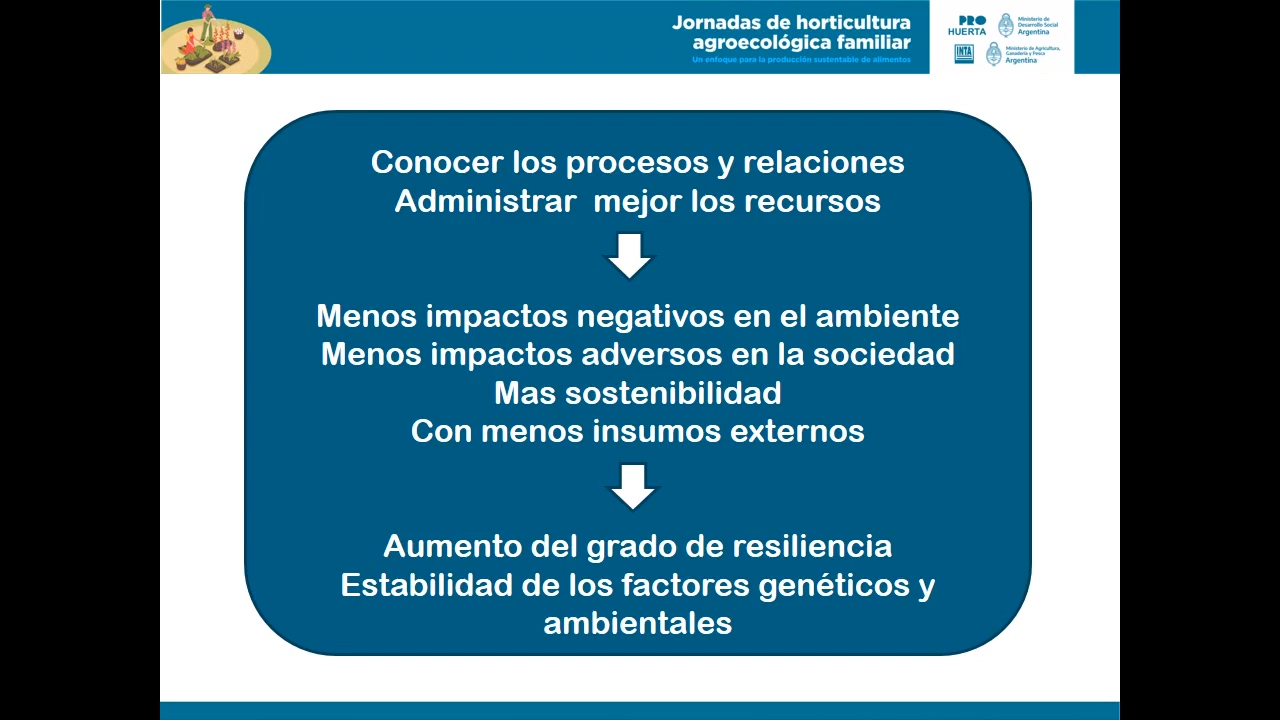 Jornadas de horticultura
agroecológica familiar
Un enfoque para la producción sustentable de alimentos
PRO
HUERTA
Ministerio de
Desarrollo Social
Argentina
INTA
Ministerio de Agricultura,
Ganadería y Pesca
Argentina
Conocer los procesos y relaciones
Administrar mejor los recursos
Menos impactos negativos en el ambiente
Menos impactos adversos en la sociedad
Mas sostenibilidad
Con menos insumos externos
Aumento del grado de resiliencia
Estabilidad de los factores genéticos y
ambientales